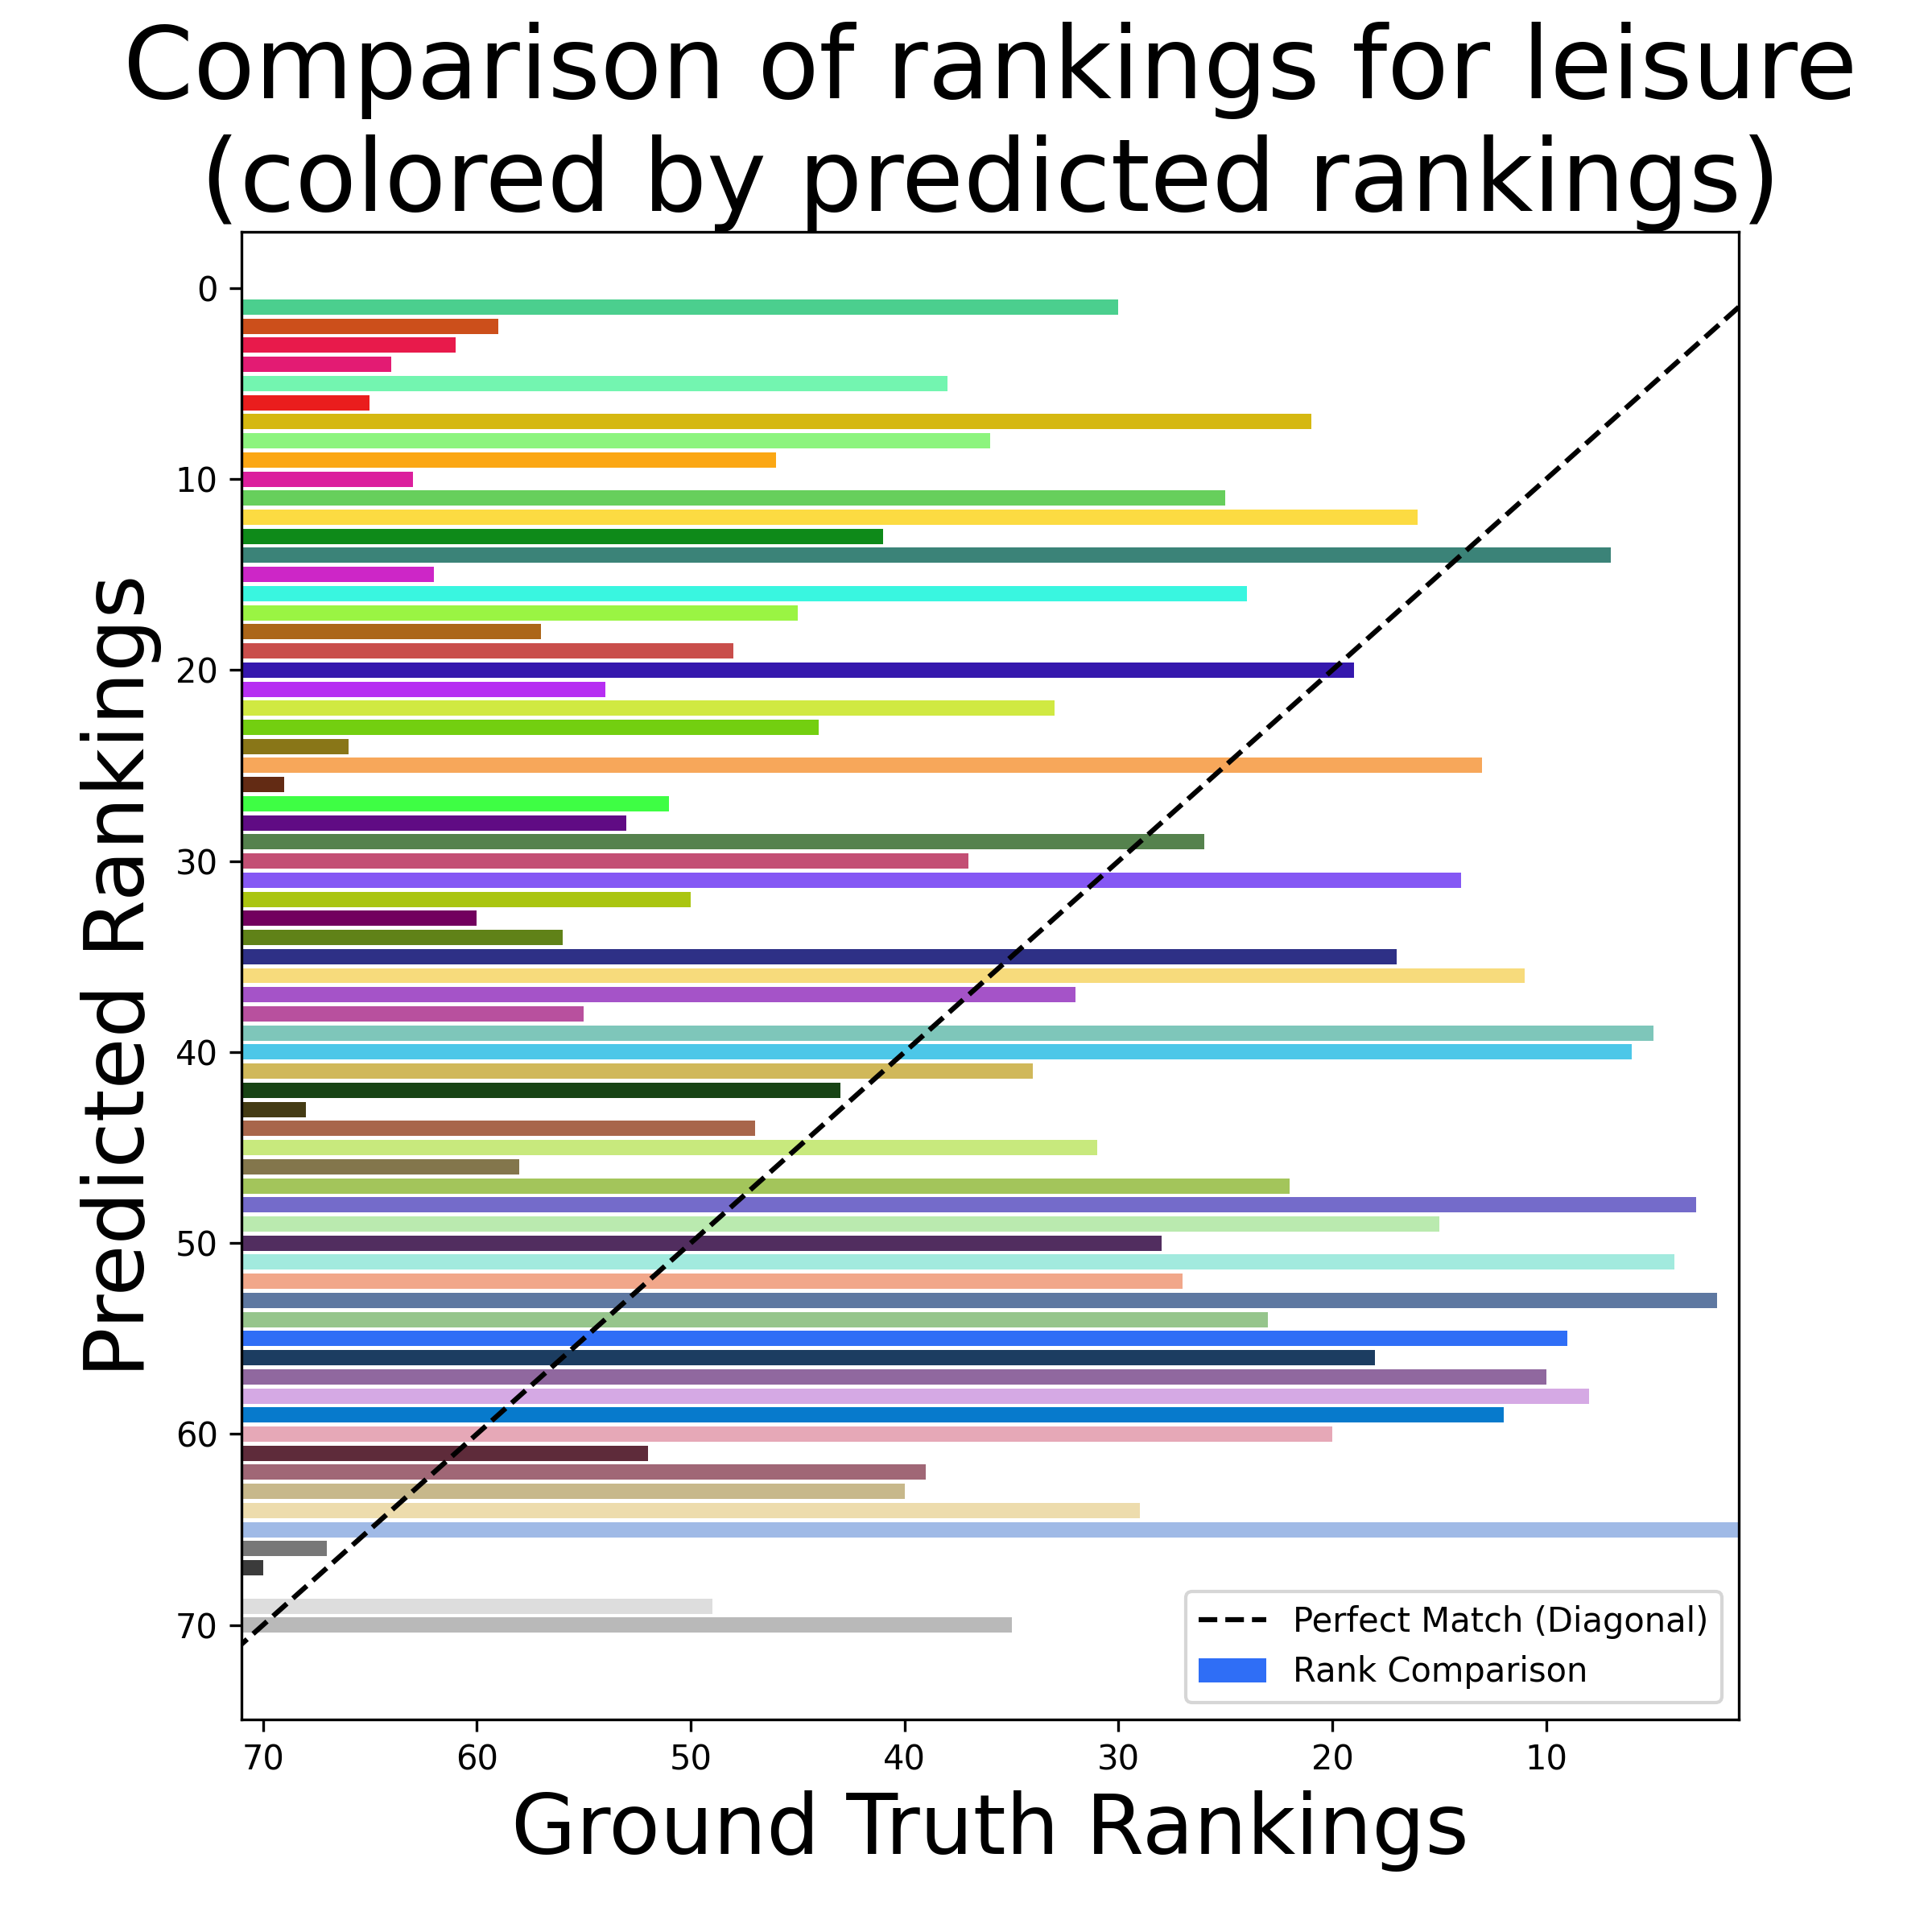 Comparison of rankings for leisure
(colored by predicted rankings)
Predicted Rankings
0
10
20
30
40
50
60
70
70 60 50 40 30 20 10
Ground Truth Rankings
Perfect Match (Diagonal)
Rank Comparison